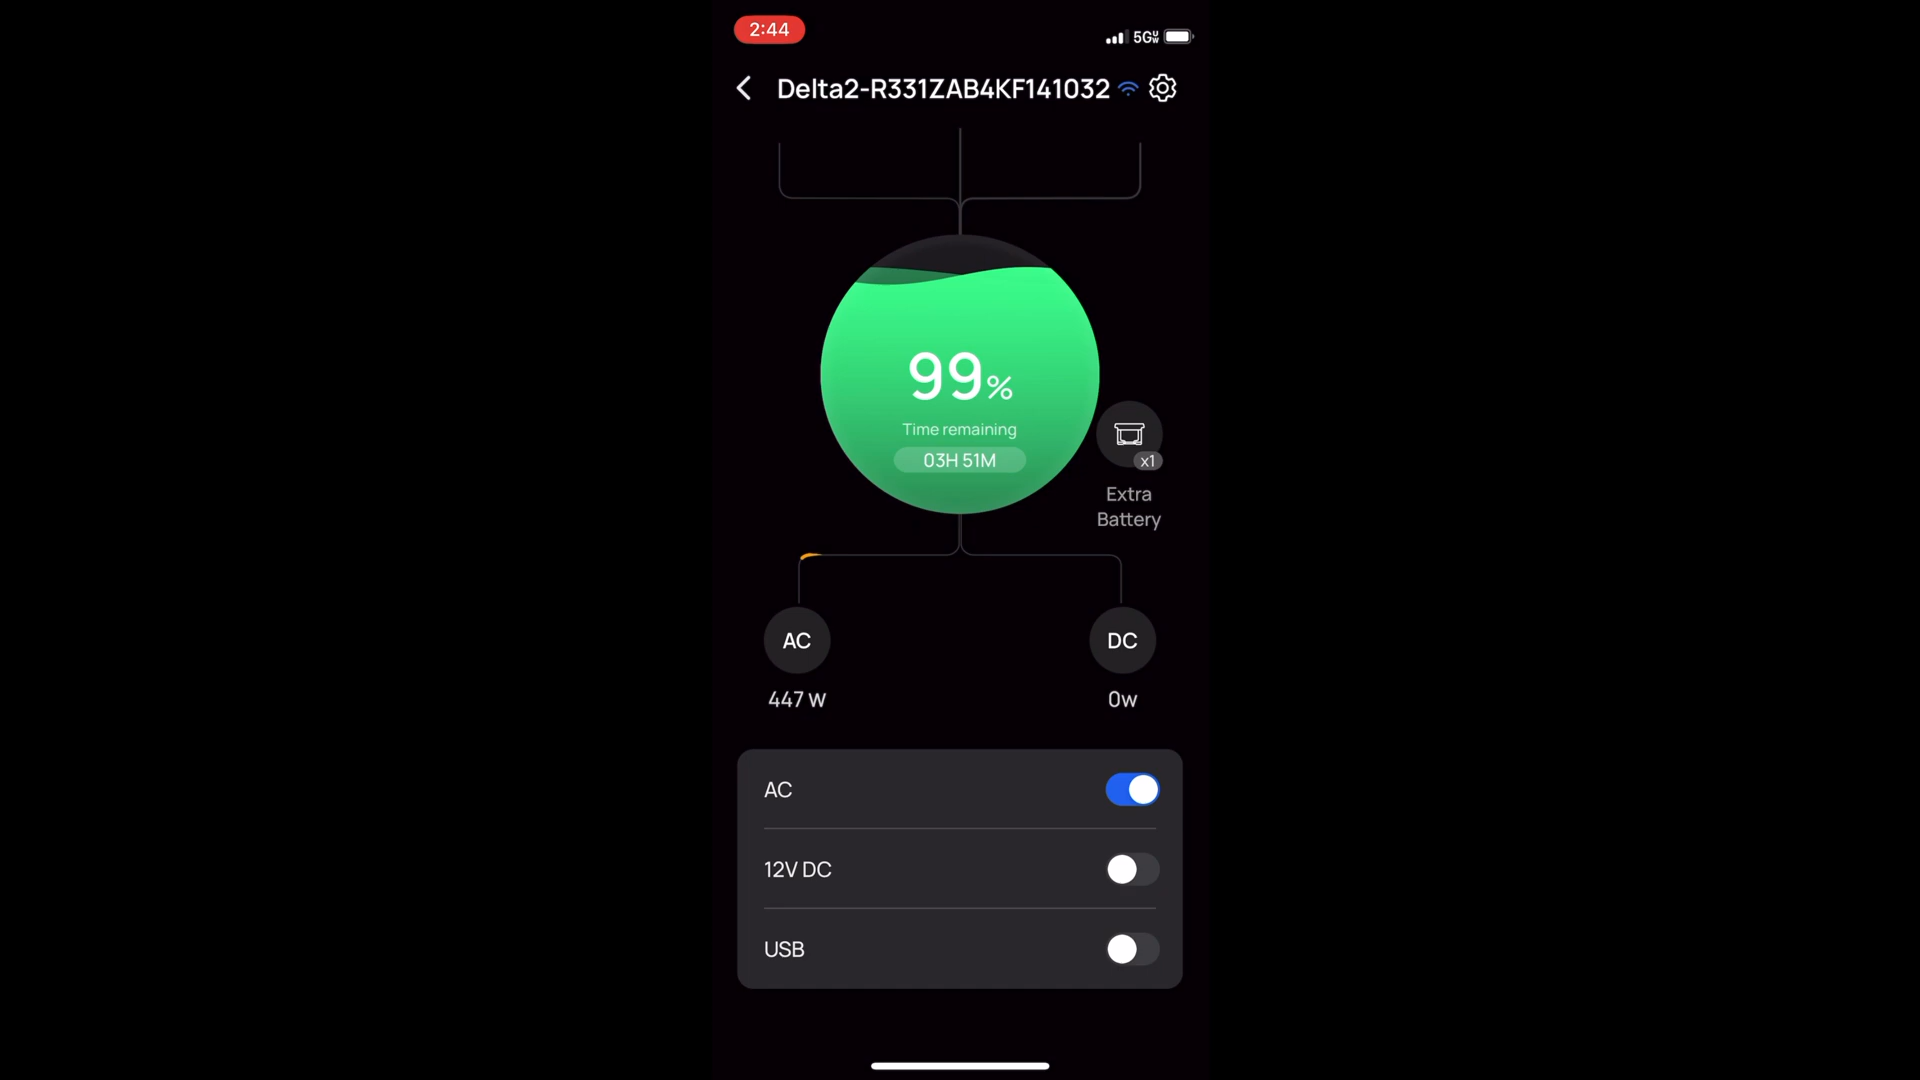 2:44
5GUW
Delta2-R331ZAB4KF141032
99%
Time remaining
03H 51M
x1
Extra
Battery
AC
DC
447 W
0w
AC
12V DC
USB